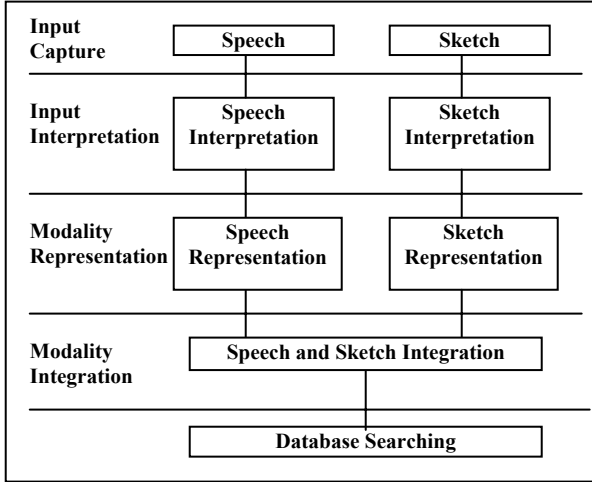 Input
Capture
Speech
Sketch
Input
Interpretation
Speech
Interpretation
Sketch
Interpretation
Modality
Representation
Speech
Representation
Sketch
Representation
Modality
Integration
Speech and Sketch Integration
Database Searching